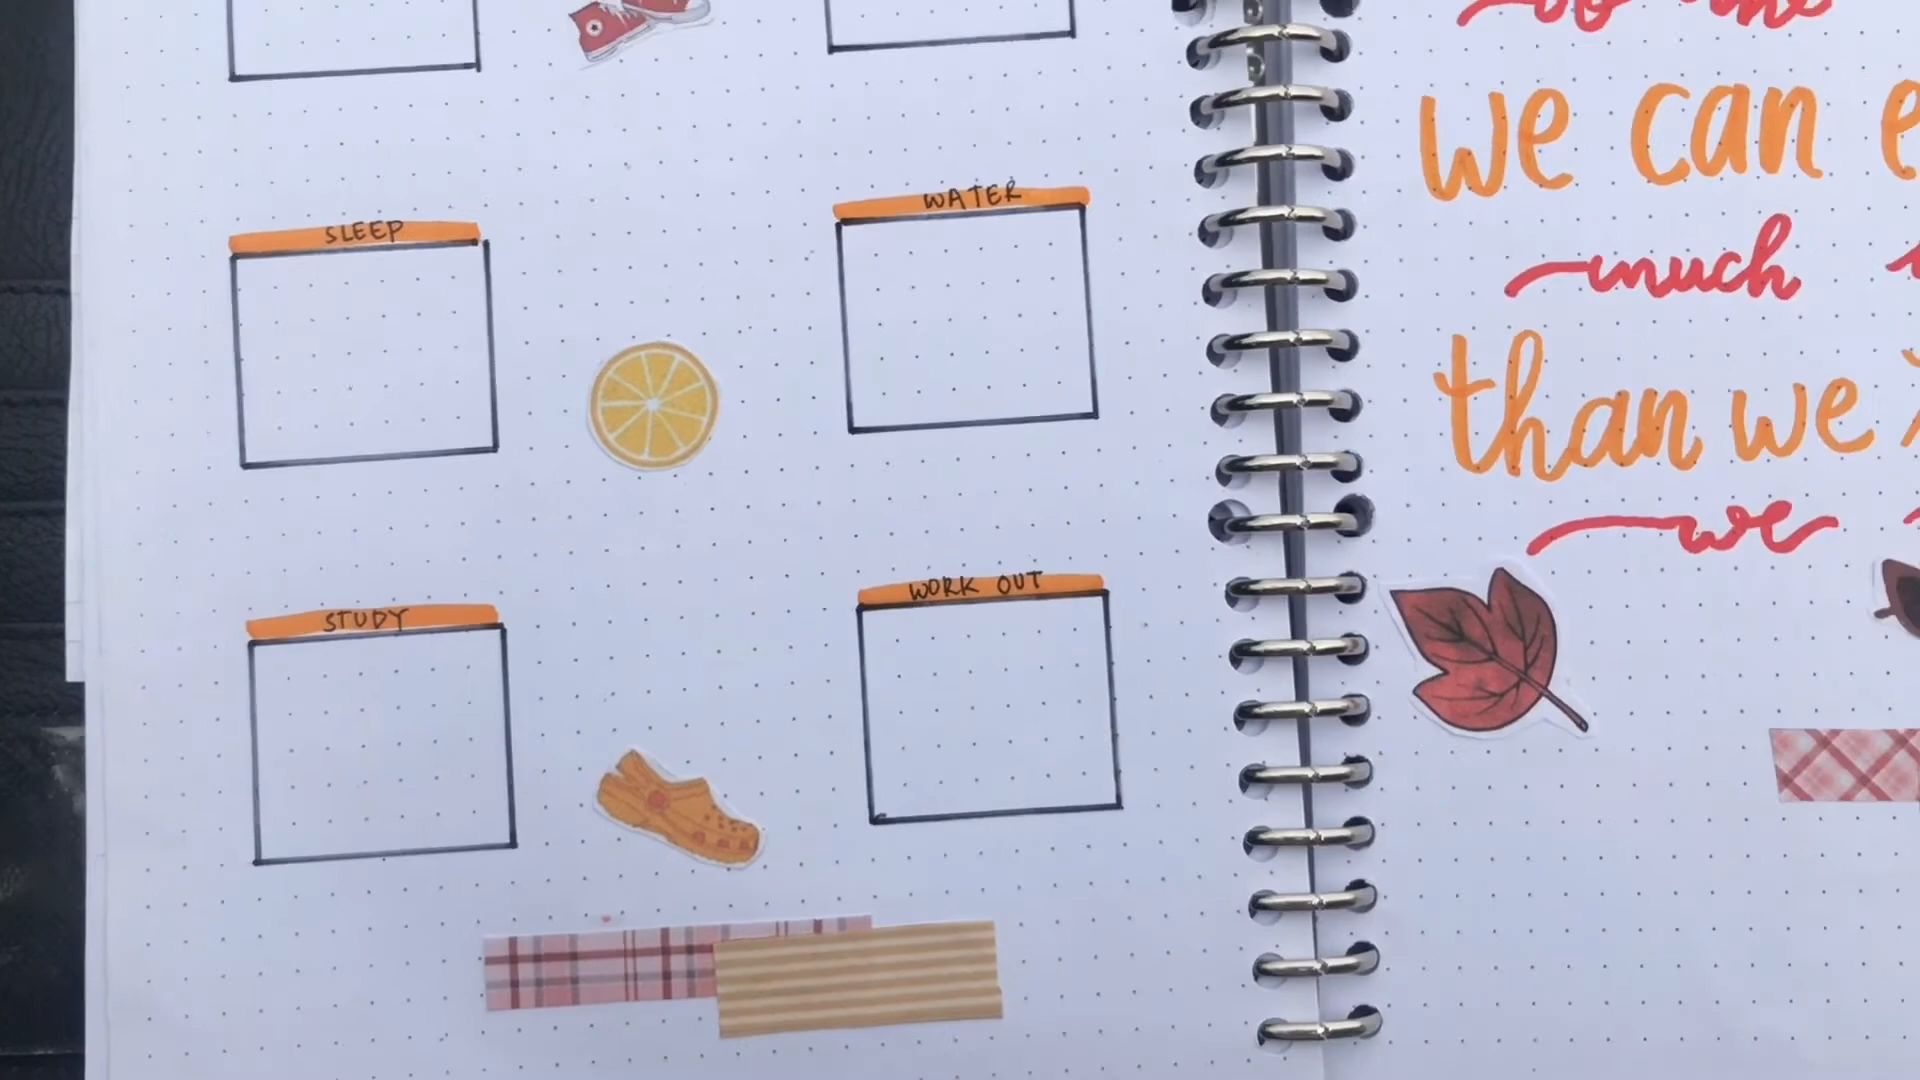 SLEEP
WATER
STUDY
WORK OUT
we can
much
than we
we